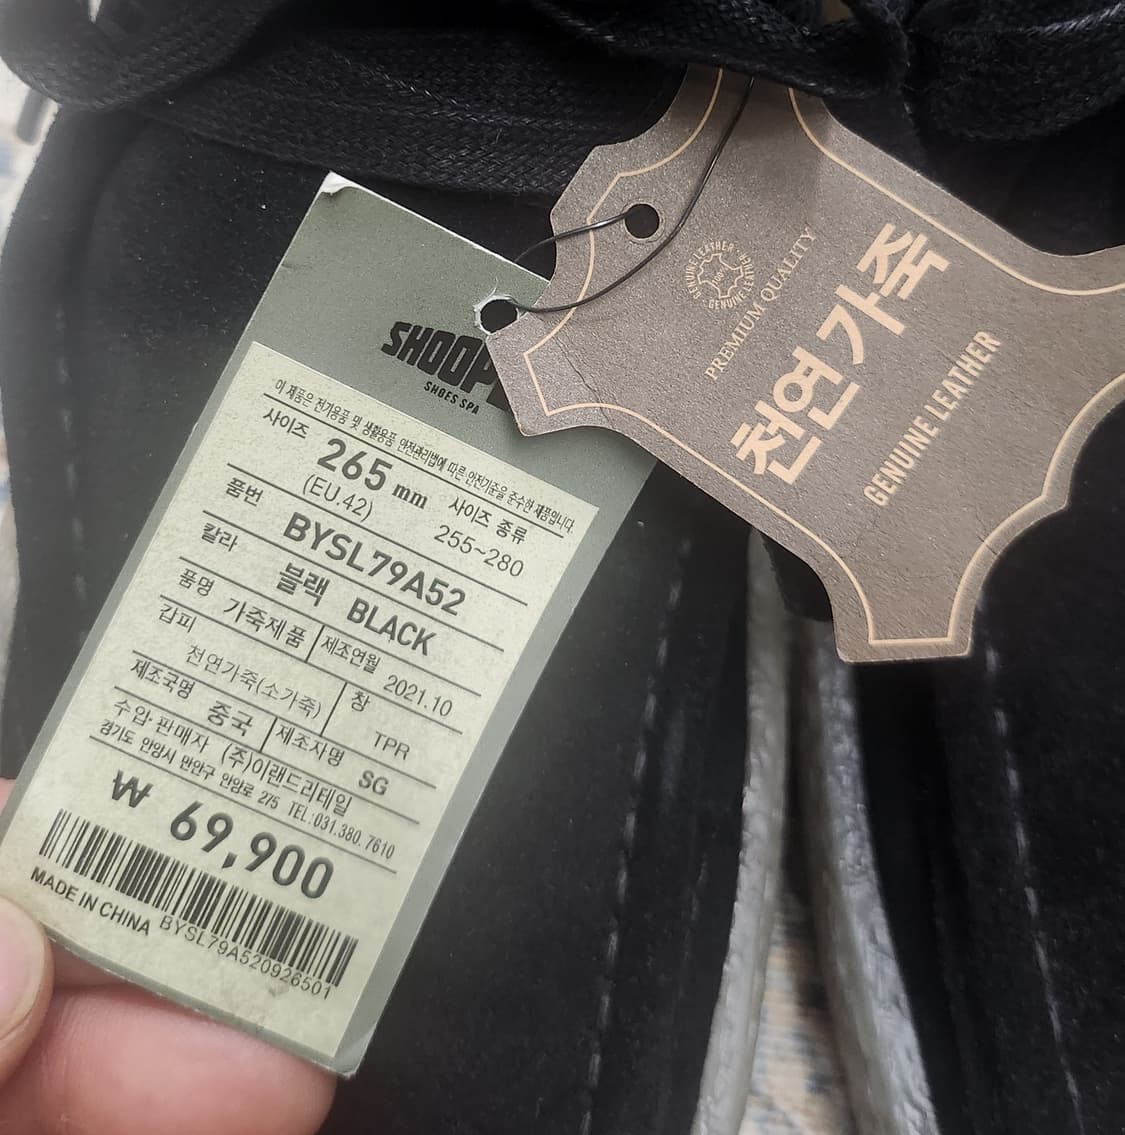 SHOOP
SHOES SPA
이 제품은 전기용품 및 생활용품 안전관리법에 따른 안전기준을 준수한 제품입니다.
사이즈 265 mm 사이즈 종류
(EU.42) 255~280
품번 BYSL79A52
칼라 블랙 BLACK
품명 가죽제품 제조연월 2021.10
갑피 천연가죽(소가죽) 창 TPR
제조국명 중국 제조자명 SG
수입·판매자 (주)이랜드리테일
경기도 안양시 만안구 안양로 275 TEL:031.380.7610
₩ 69,900
MADE IN CHINA BYSL79A520926501
GENUINE LEATHER
GENUINE LEATHER
PREMIUM QUALITY
천연가죽
GENUINE LEATHER